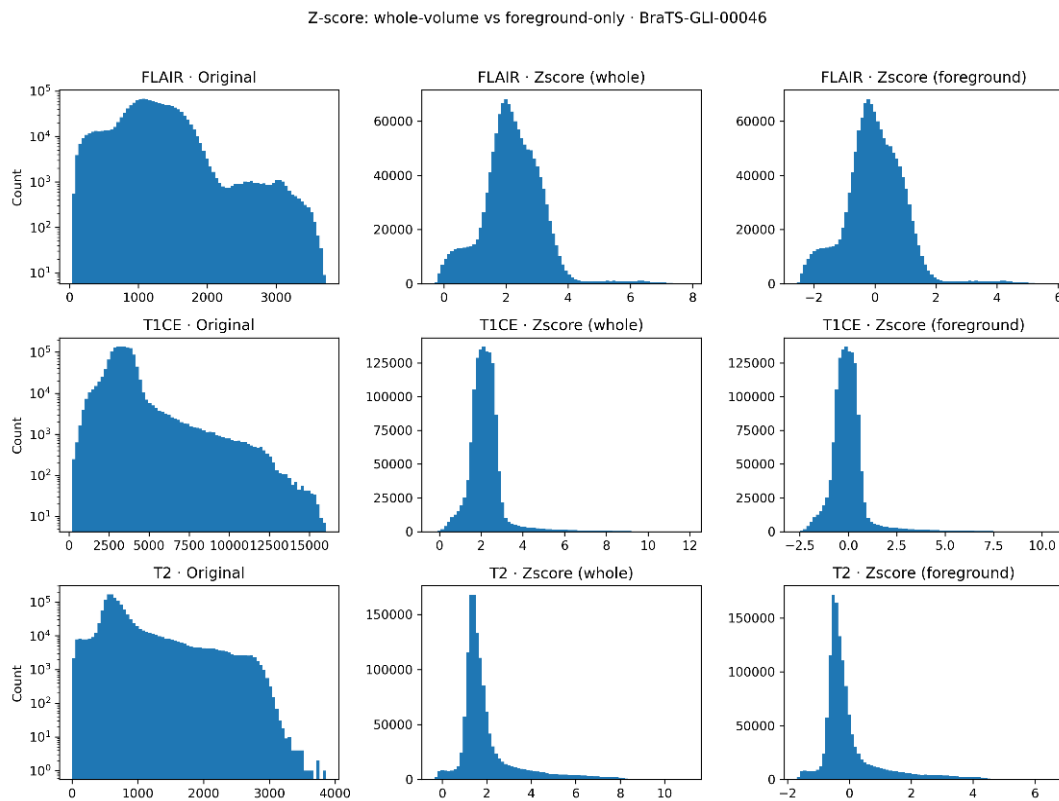 Z-score: whole-volume vs foreground-only · BraTS-GLI-00046
FLAIR · Original
FLAIR · Zscore (whole)
FLAIR · Zscore (foreground)
Count
10^5
10^4
10^3
10^2
10^1
0 1000 2000 3000
60000
40000
20000
0
0 2 4 6 8
60000
40000
20000
0
−2 0 2 4 6
T1CE · Original
T1CE · Zscore (whole)
T1CE · Zscore (foreground)
Count
10^5
10^4
10^3
10^2
10^1
0 2500 5000 7500 10000 12500 15000
125000
100000
75000
50000
25000
0
0 2 4 6 8 10 12
125000
100000
75000
50000
25000
0
−2.5 0.0 2.5 5.0 7.5 10.0
T2 · Original
T2 · Zscore (whole)
T2 · Zscore (foreground)
Count
10^5
10^4
10^3
10^2
10^1
10^0
0 1000 2000 3000 4000
150000
100000
50000
0
0 2 4 6 8 10
150000
100000
50000
0
−2 0 2 4 6